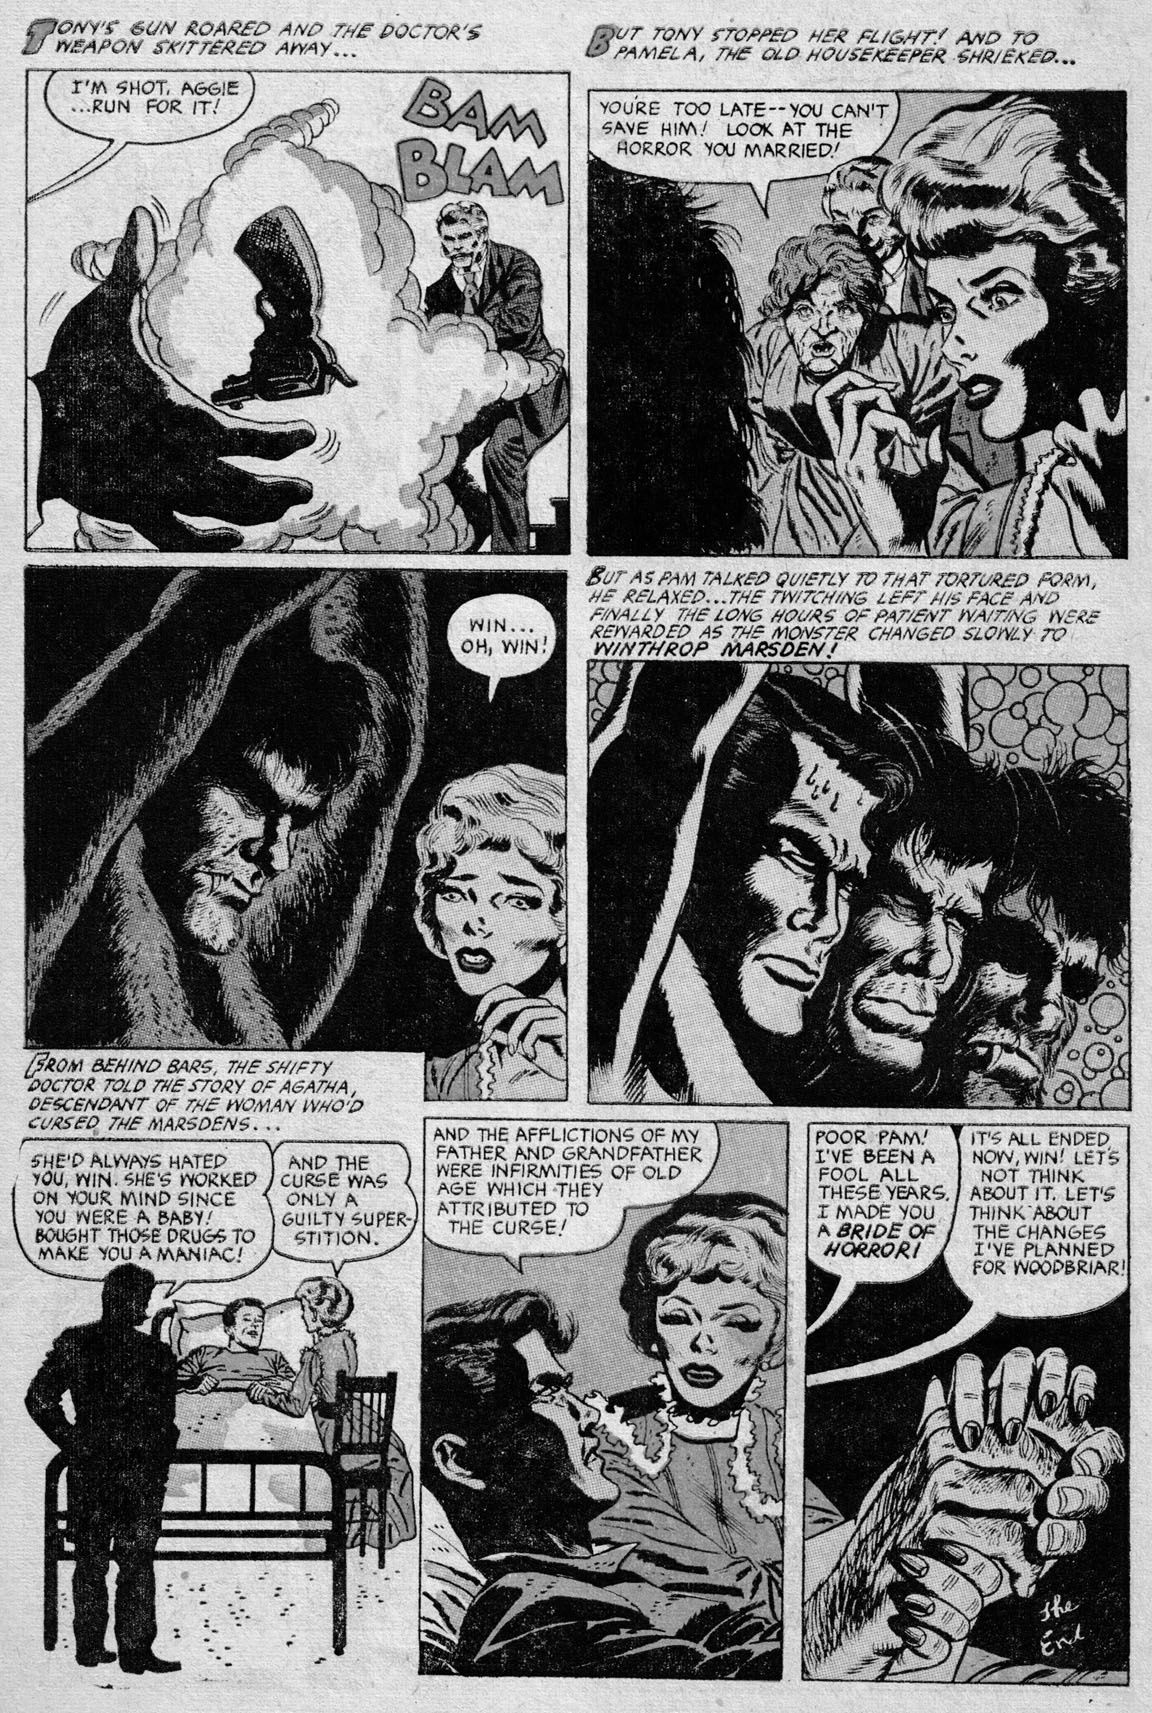 TONY'S GUN ROARED AND THE DOCTOR'S
WEAPON SKITTERED AWAY...
I'M SHOT, AGGIE
...RUN FOR IT!
BAM
BLAM
BUT TONY STOPPED HER FLIGHT! AND TO
PAMELA, THE OLD HOUSEKEEPER SHRIEKED...
YOU'RE TOO LATE--YOU CAN'T
SAVE HIM! LOOK AT THE
HORROR YOU MARRIED!
WIN...
OH, WIN!
BUT AS PAM TALKED QUIETLY TO THAT TORTURED FORM,
HE RELAXED...THE TWITCHING LEFT HIS FACE AND
FINALLY THE LONG HOURS OF PATIENT WAITING WERE
REWARDED AS THE MONSTER CHANGED SLOWLY TO
WINTHROP MARSDEN!
FROM BEHIND BARS, THE SHIFTY
DOCTOR TOLD THE STORY OF AGATHA,
DESCENDANT OF THE WOMAN WHO'D
CURSED THE MARSDENS...
SHE'D ALWAYS HATED
YOU, WIN. SHE'S WORKED
ON YOUR MIND SINCE
YOU WERE A BABY!
BOUGHT THOSE DRUGS TO
MAKE YOU A MANIAC!
AND THE
CURSE WAS
ONLY A
GUILTY SUPER-
STITION.
AND THE AFFLICTIONS OF MY
FATHER AND GRANDFATHER
WERE INFIRMITIES OF OLD
AGE WHICH THEY
ATTRIBUTED TO
THE CURSE!
POOR PAM!
I'VE BEEN A
FOOL ALL
THESE YEARS.
I MADE YOU
A BRIDE OF
HORROR!
IT'S ALL ENDED
NOW, WIN! LET'S
NOT THINK
ABOUT IT. LET'S
THINK ABOUT
THE CHANGES
I'VE PLANNED
FOR WOODBRIAR!
The
End